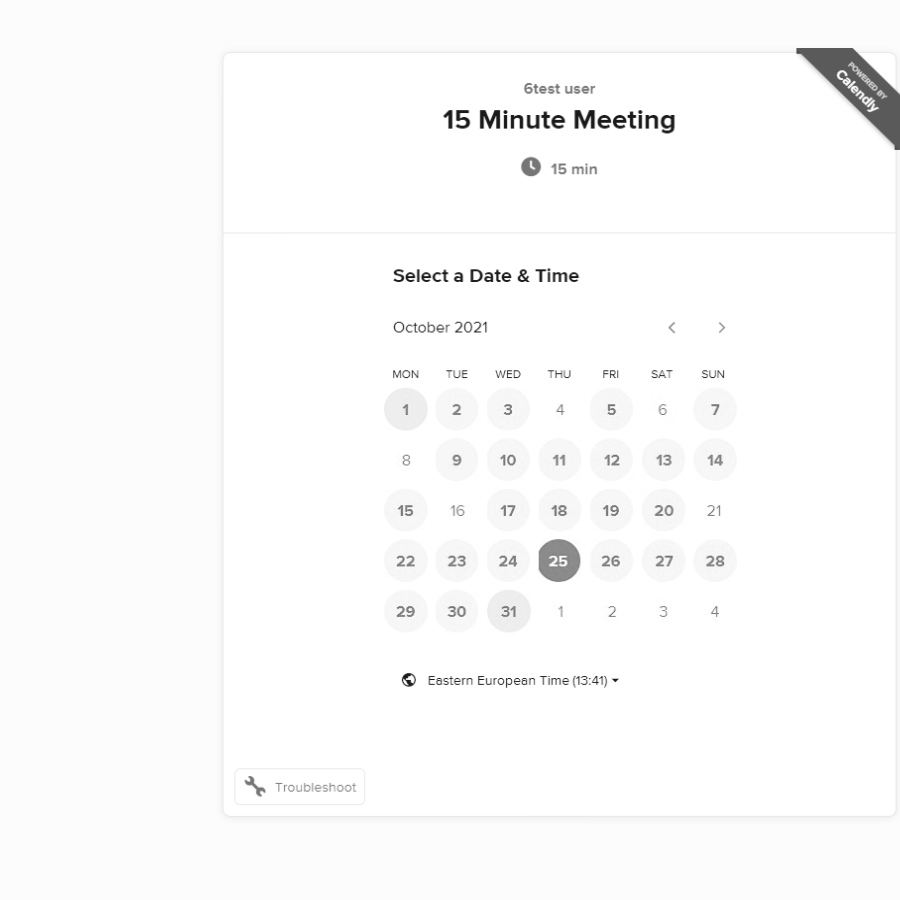 POWERED BY
Calendly
6test user
15 Minute Meeting
15 min
Select a Date & Time
October 2021
MON TUE WED THU FRI SAT SUN
1 2 3 4 5 6 7
8 9 10 11 12 13 14
15 16 17 18 19 20 21
22 23 24 25 26 27 28
29 30 31 1 2 3 4
Eastern European Time (13:41)
Troubleshoot